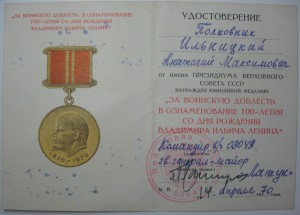 "ЗА ВОИНСКУЮ ДОБЛЕСТЬ.
В ОЗНАМЕНОВАНИЕ
100-ЛЕТИЯ СО ДНЯ РОЖДЕНИЯ
ВЛАДИМИРА ИЛЬИЧА ЛЕНИНА"
1870-1970
УДОСТОВЕРЕНИЕ
Полковник
Ильницкий
Анатолий Максимович
ОТ ИМЕНИ ПРЕЗИДИУМА ВЕРХОВНОГО
СОВЕТА СССР
НАГРАЖДЕН ЮБИЛЕЙНОЙ МЕДАЛЬЮ
"ЗА ВОИНСКУЮ ДОБЛЕСТЬ.
В ОЗНАМЕНОВАНИЕ 100-ЛЕТИЯ
СО ДНЯ РОЖДЕНИЯ
ВЛАДИМИРА ИЛЬИЧА ЛЕНИНА"
Командир
генерал-майор
М. П.
14 апреля 70 г.